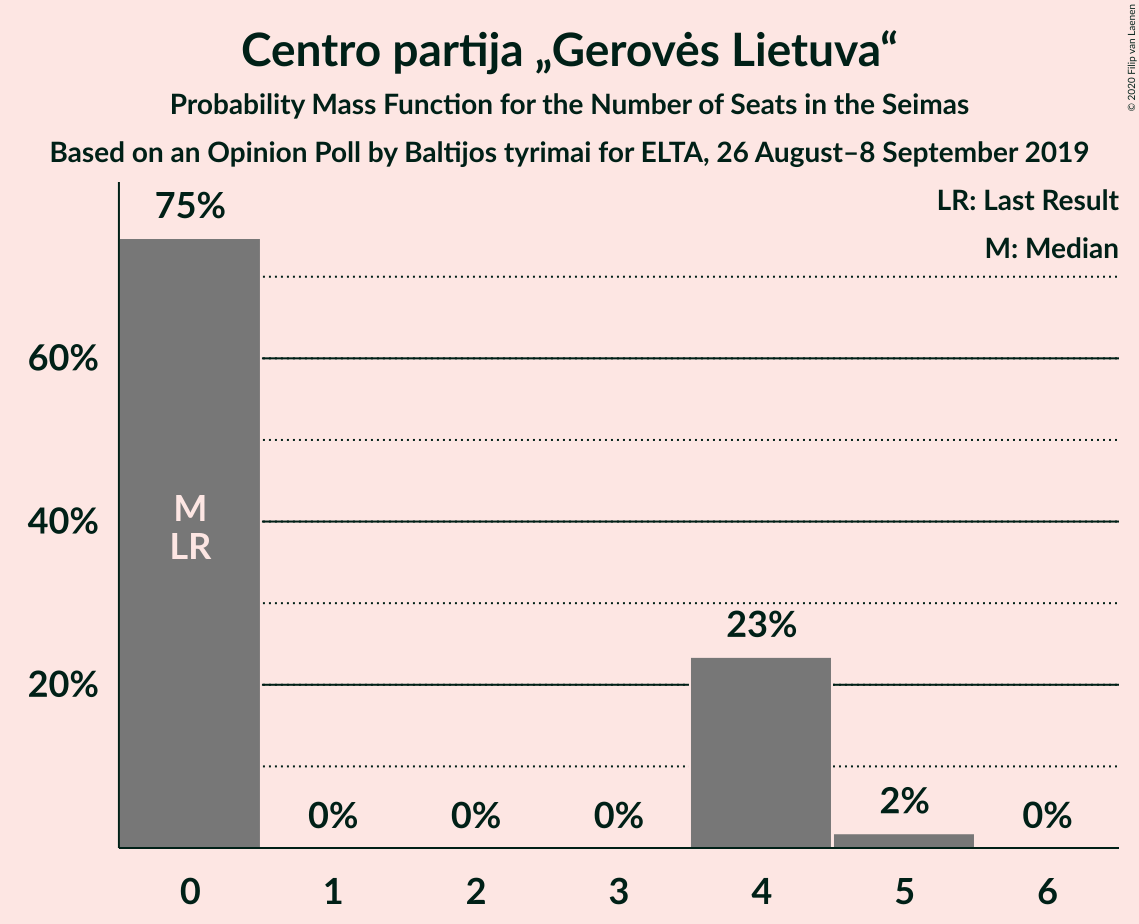 Centro partija „Gerovės Lietuva“
Probability Mass Function for the Number of Seats in the Seimas
Based on an Opinion Poll by Baltijos tyrimai for ELTA, 26 August–8 September 2019
© 2020 Filip van Laenen
LR: Last Result
M: Median
75%
60%
40%
20%
M
LR
0%
0%
0%
23%
2%
0%
0
1
2
3
4
5
6